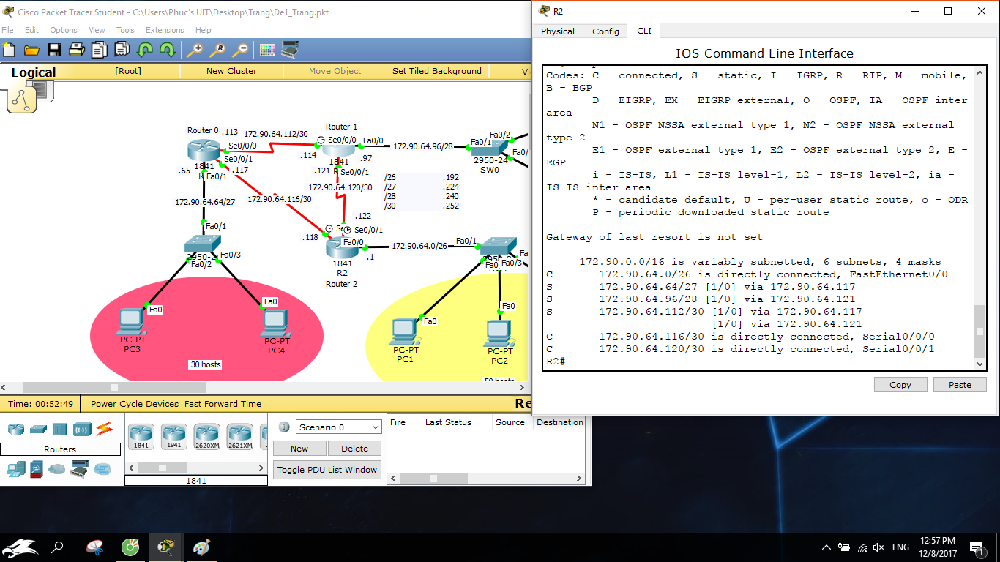 Cisco Packet Tracer Student - C:\Users\Phuc's UIT\Desktop\Trang\De1_Trang.pkt
File Edit Options View Tools Extensions Help
Logical
[Root]
New Cluster
Move Object
Set Tiled Background
Router 0
.113
172.90.64.112/30
Router 1
Se0/0/0
Se0/0/0
Fa0/0
Fa0/1
Fa0/2
172.90.64.96/28
Se0/0/1
1841
.114
1841
.97
2950-24
Fa0/
SW0
.65
Fa0/1
.117
.121
Se0/0/1
172.90.64.120/30
/26 .192
/27 .224
/28 .240
/30 .252
172.90.64.64/27
172.90.64.116/30
.122
Fa0/1
Se0/0/1
.118
Fa0/0
172.90.64.0/26
Fa0/1
.1
Fa0/3
Fa0/2
Fa0/3
1841
R2
Router 2
Fa0
Fa0
Fa0
Fa0
PC-PT
PC3
PC-PT
PC4
PC-PT
PC1
PC-PT
PC2
30 hosts
50 hosts
Time: 00:52:49
Power Cycle Devices Fast Forward Time
Routers
1841
1941
2620XM
2621XM
1841
Scenario 0
New
Delete
Toggle PDU List Window
Fire
Last Status
Source
Destination
R2
Physical
Config
CLI
IOS Command Line Interface
Codes: C - connected, S - static, I - IGRP, R - RIP, M - mobile,
B - BGP
D - EIGRP, EX - EIGRP external, O - OSPF, IA - OSPF inter
area
N1 - OSPF NSSA external type 1, N2 - OSPF NSSA external
type 2
E1 - OSPF external type 1, E2 - OSPF external type 2, E -
EGP
i - IS-IS, L1 - IS-IS level-1, L2 - IS-IS level-2, ia -
IS-IS inter area
* - candidate default, U - per-user static route, o - ODR
P - periodic downloaded static route
Gateway of last resort is not set
172.90.0.0/16 is variably subnetted, 6 subnets, 4 masks
C 172.90.64.0/26 is directly connected, FastEthernet0/0
S 172.90.64.64/27 [1/0] via 172.90.64.117
S 172.90.64.96/28 [1/0] via 172.90.64.121
S 172.90.64.112/30 [1/0] via 172.90.64.117
[1/0] via 172.90.64.121
C 172.90.64.116/30 is directly connected, Serial0/0/0
C 172.90.64.120/30 is directly connected, Serial0/0/1
R2#
Copy
Paste
ENG
12:57 PM
12/8/2017
1